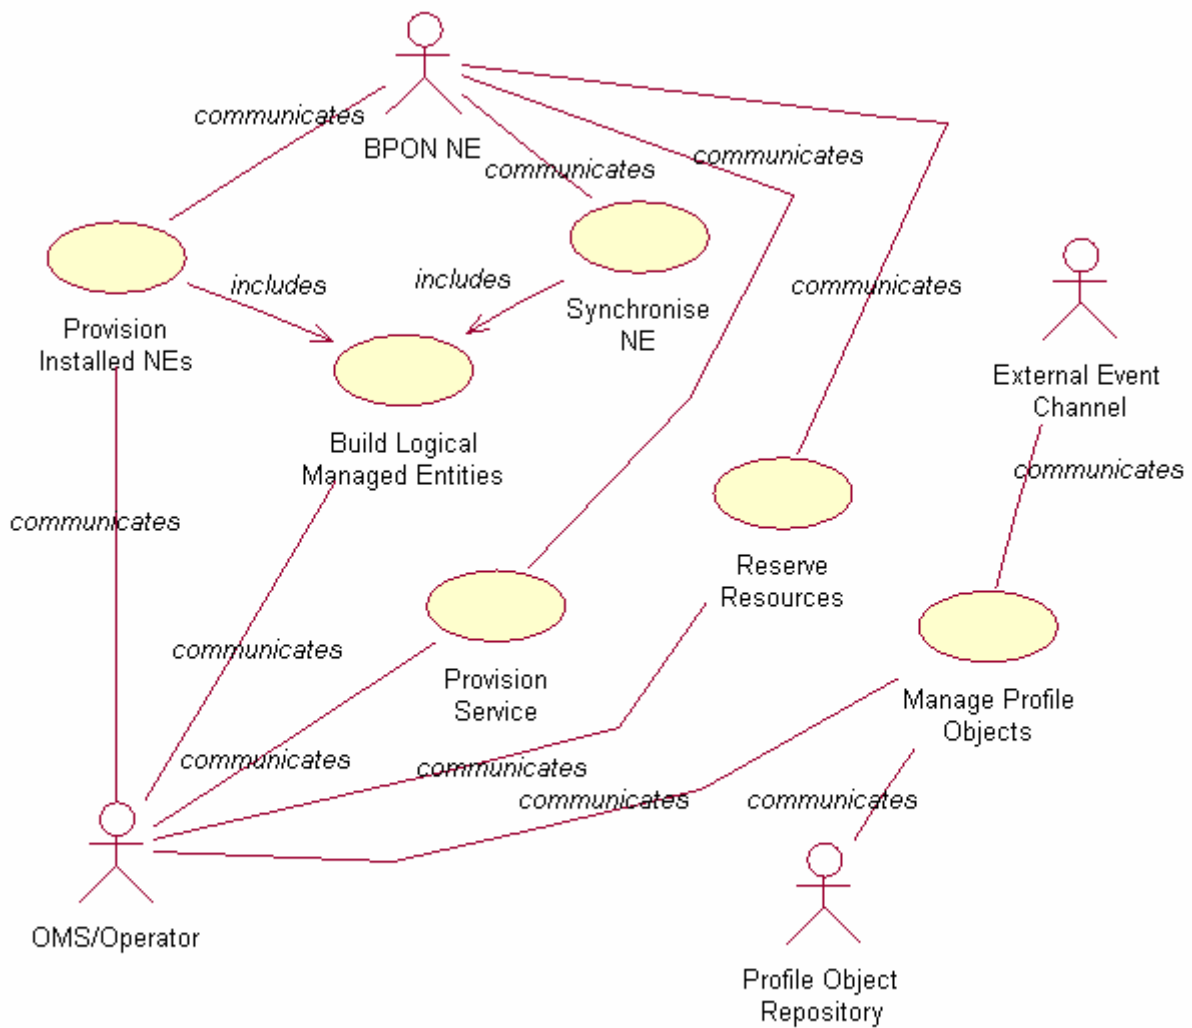 communicates
BPON NE
communicates
communicates
includes
includes
communicates
Synchronise
NE
Provision
Installed NEs
External Event
Channel
Build Logical
Managed Entities
communicates
communicates
Reserve
Resources
communicates
Provision
Service
Manage Profile
Objects
communicates
communicates
communicates
communicates
OMS/Operator
Profile Object
Repository